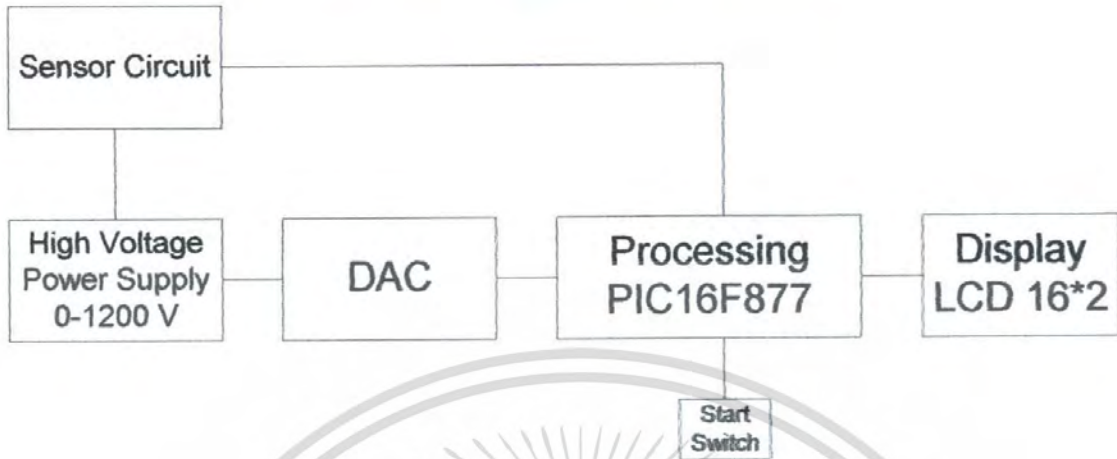 Sensor Circuit
High Voltage
Power Supply
0-1200 V
DAC
Processing
PIC16F877
Display
LCD 16*2
Start
Switch